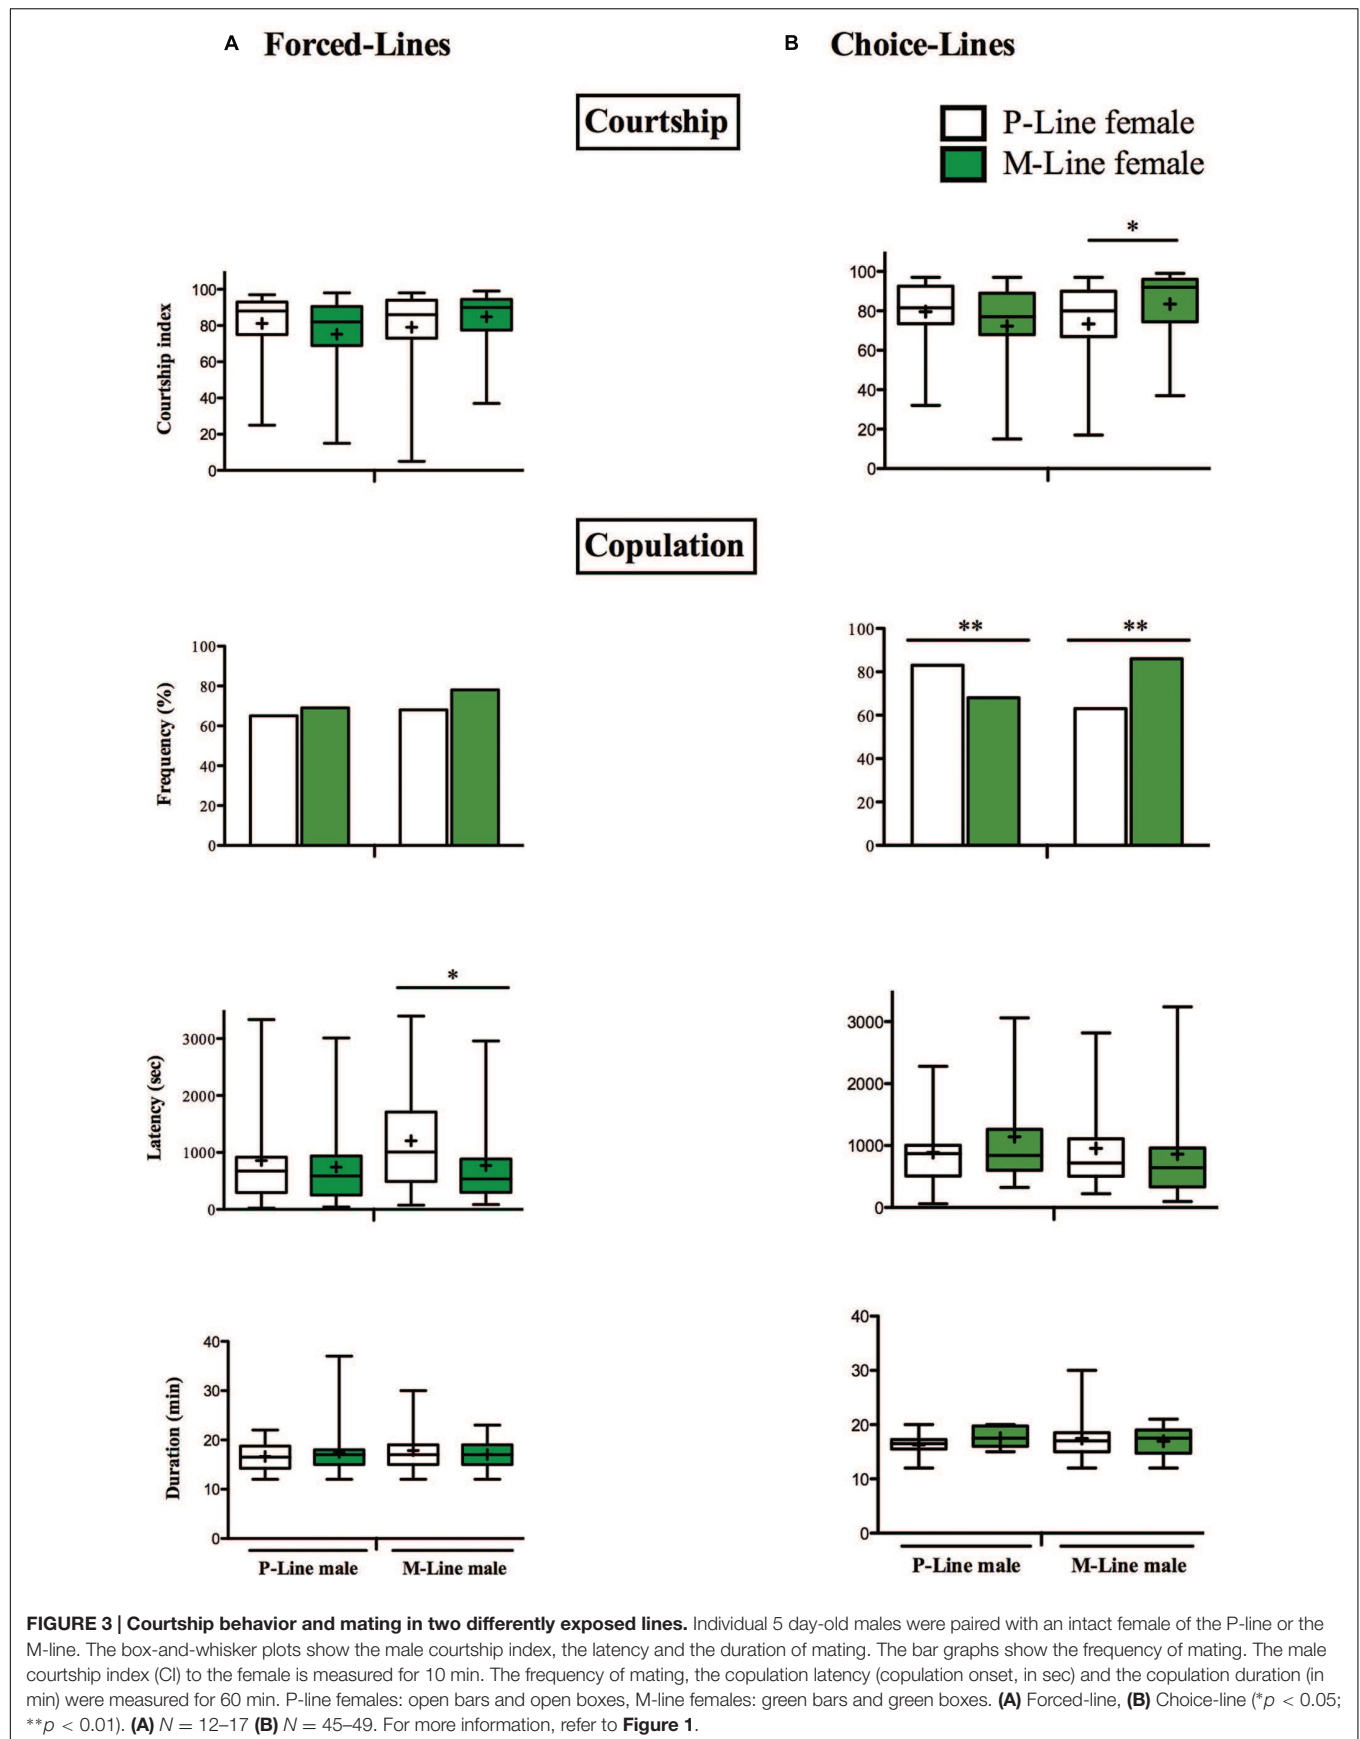 A Forced-Lines
B Choice-Lines
Courtship
P-Line female
M-Line female
Courtship index
100
80
60
40
20
0
*
100
80
60
40
20
0
Copulation
Frequency (%)
100
80
60
40
20
0
** **
100
80
60
40
20
0
Latency (sec)
*
3000
2000
1000
0
3000
2000
1000
0
Duration (min)
40
30
20
10
0
P-Line male M-Line male
40
30
20
10
0
P-Line male M-Line male
FIGURE 3 | Courtship behavior and mating in two differently exposed lines. Individual 5 day-old males were paired with an intact female of the P-line or the
M-line. The box-and-whisker plots show the male courtship index, the latency and the duration of mating. The bar graphs show the frequency of mating. The male
courtship index (CI) to the female is measured for 10 min. The frequency of mating, the copulation latency (copulation onset, in sec) and the copulation duration (in
min) were measured for 60 min. P-line females: open bars and open boxes, M-line females: green bars and green boxes. (A) Forced-line, (B) Choice-line (*p < 0.05;
**p < 0.01). (A) N = 12–17 (B) N = 45–49. For more information, refer to Figure 1.